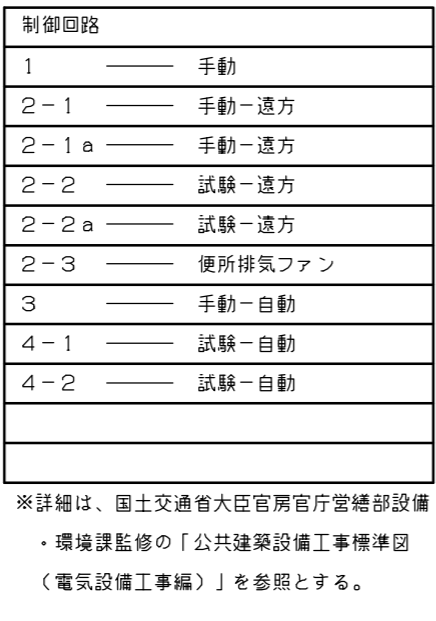 制御回路
1 ――― 手動
2－1 ――― 手動－遠方
2－1a ――― 手動－遠方
2－2 ――― 試験－遠方
2－2a ――― 試験－遠方
2－3 ――― 便所排気ファン
3 ――― 手動－自動
4－1 ――― 試験－自動
4－2 ――― 試験－自動
※詳細は、国土交通省大臣官房官庁営繕部設備
・環境課監修の「公共建築設備工事標準図
（電気設備工事編）」を参照とする。